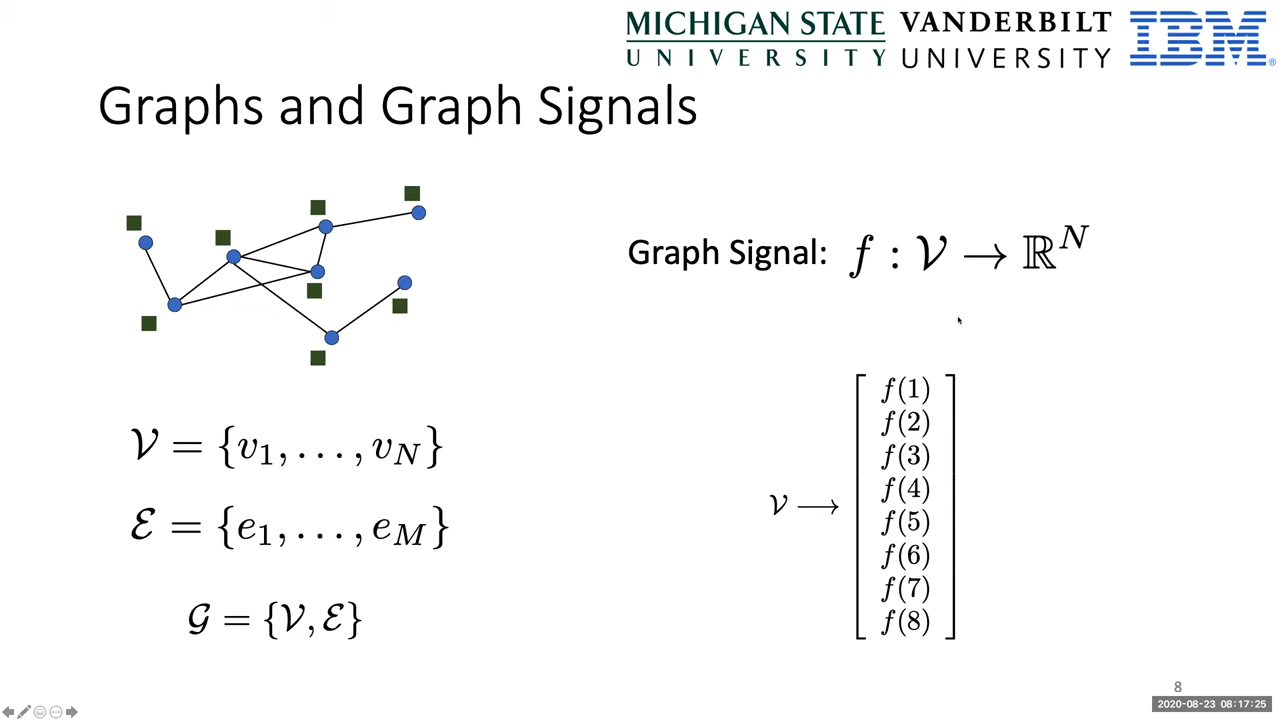 MICHIGAN STATE
UNIVERSITY
VANDERBILT
UNIVERSITY
IBM®
Graphs and Graph Signals
Graph Signal: f : 𝒱 → ℝ^N
𝒱 = {v_1, . . . , v_N}
ℰ = {e_1, . . . , e_M}
𝒢 = {𝒱, ℰ}
𝒱 ⟶
f(1)
f(2)
f(3)
f(4)
f(5)
f(6)
f(7)
f(8)
8
2020-08-23 08:17:25